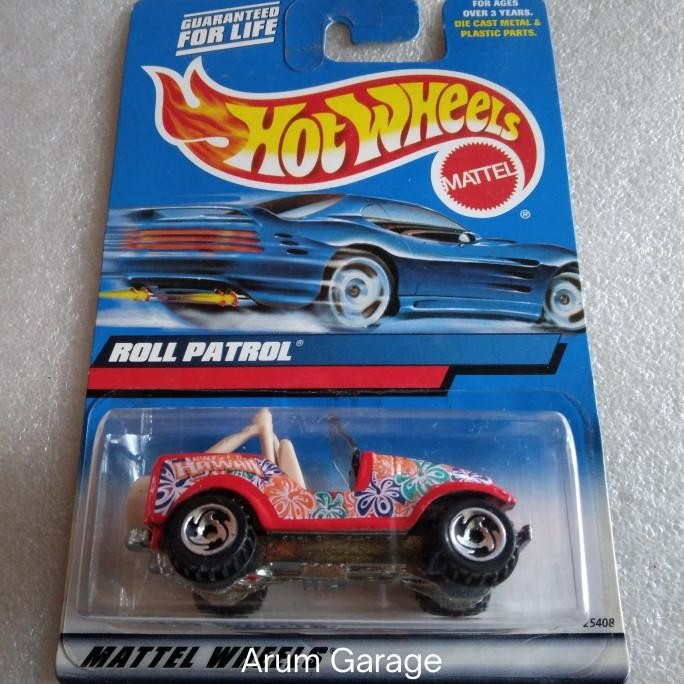 GUARANTEED
FOR LIFE
FOR AGES
OVER 3 YEARS.
DIE CAST METAL &
PLASTIC PARTS.
HOT WHEELS
MATTEL
®
ROLL PATROL®
HAWAII
25408
MATTEL WHEELS
Arum Garage